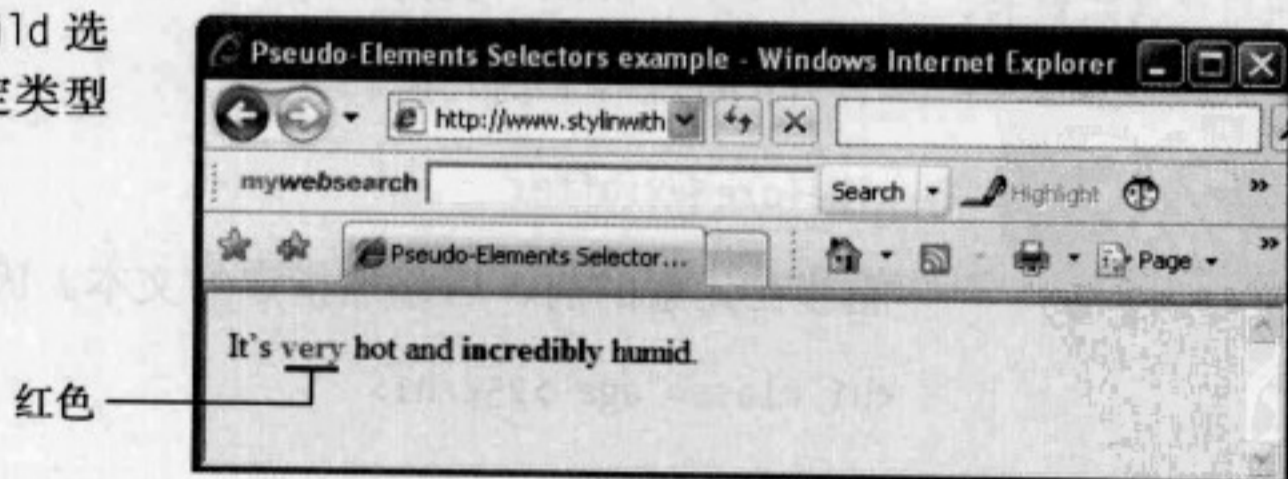 ld 选
类型
Pseudo-Elements Selectors example - Windows Internet Explorer
http://www.stylinwith
mywebsearch
Search
Highlight
»
Pseudo-Elements Selector...
Page
»
It's very hot and incredibly humid.
红色